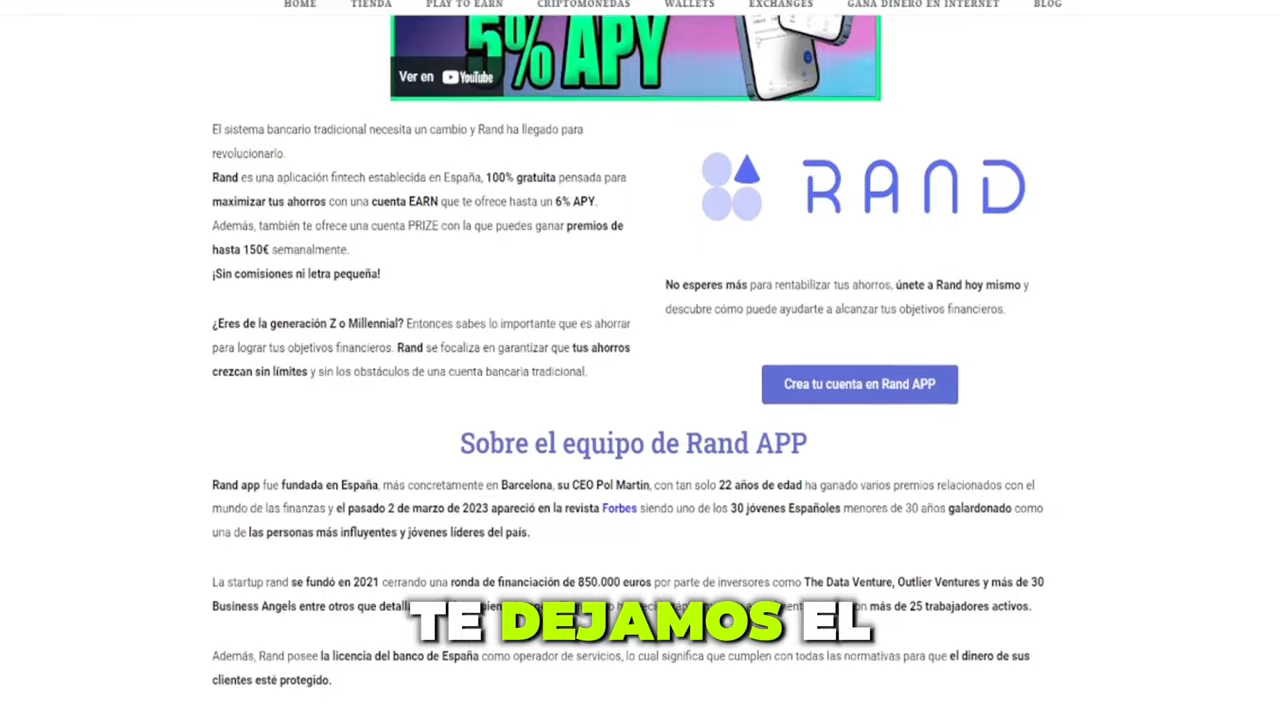 HOME TIENDA PLAY TO EARN CRIPTOMONEDAS WALLETS EXCHANGES GANA DINERO EN INTERNET BLOG
5% APY
Ver en YouTube
El sistema bancario tradicional necesita un cambio y Rand ha llegado para
revolucionarlo.
Rand es una aplicación fintech establecida en España, 100% gratuita pensada para
maximizar tus ahorros con una cuenta EARN que te ofrece hasta un 6% APY.
Además, también te ofrece una cuenta PRIZE con la que puedes ganar premios de
hasta 150€ semanalmente.
¡Sin comisiones ni letra pequeña!
¿Eres de la generación Z o Millennial? Entonces sabes lo importante que es ahorrar
para lograr tus objetivos financieros. Rand se focaliza en garantizar que tus ahorros
crezcan sin límites y sin los obstáculos de una cuenta bancaria tradicional.
RAND
No esperes más para rentabilizar tus ahorros, únete a Rand hoy mismo y
descubre cómo puede ayudarte a alcanzar tus objetivos financieros.
Crea tu cuenta en Rand APP
Sobre el equipo de Rand APP
Rand app fue fundada en España, más concretamente en Barcelona, su CEO Pol Martin, con tan solo 22 años de edad ha ganado varios premios relacionados con el
mundo de las finanzas y el pasado 2 de marzo de 2023 apareció en la revista Forbes siendo uno de los 30 jóvenes Españoles menores de 30 años galardonado como
una de las personas más influyentes y jóvenes líderes del país.
La startup rand se fundó en 2021 cerrando una ronda de financiación de 850.000 euros por parte de inversores como The Data Venture, Outlier Ventures y más de 30
Business Angels entre otros que más de 25 trabajadores activos.
TE DEJAMOS EL
Además, Rand posee la licencia del banco de España como operador de servicios, lo cual significa que cumplen con todas las normativas para que el dinero de sus
clientes esté protegido.